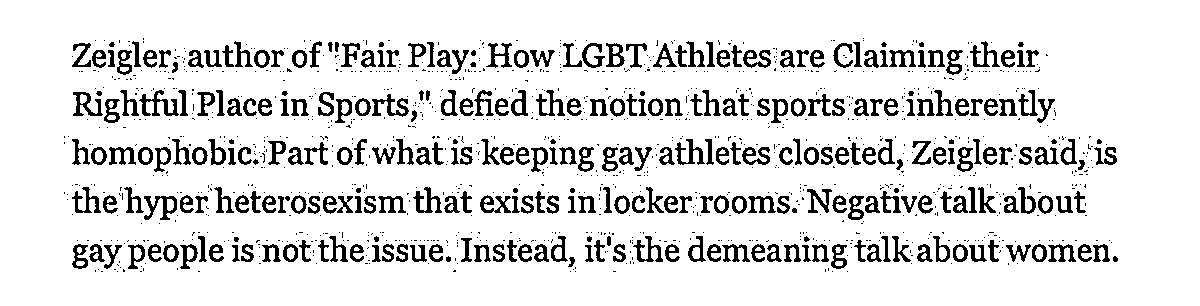 Zeigler, author of "Fair Play: How LGBT Athletes are Claiming their
Rightful Place in Sports," defied the notion that sports are inherently
homophobic. Part of what is keeping gay athletes closeted, Zeigler said, is
the hyper heterosexism that exists in locker rooms. Negative talk about
gay people is not the issue. Instead, it's the demeaning talk about women.